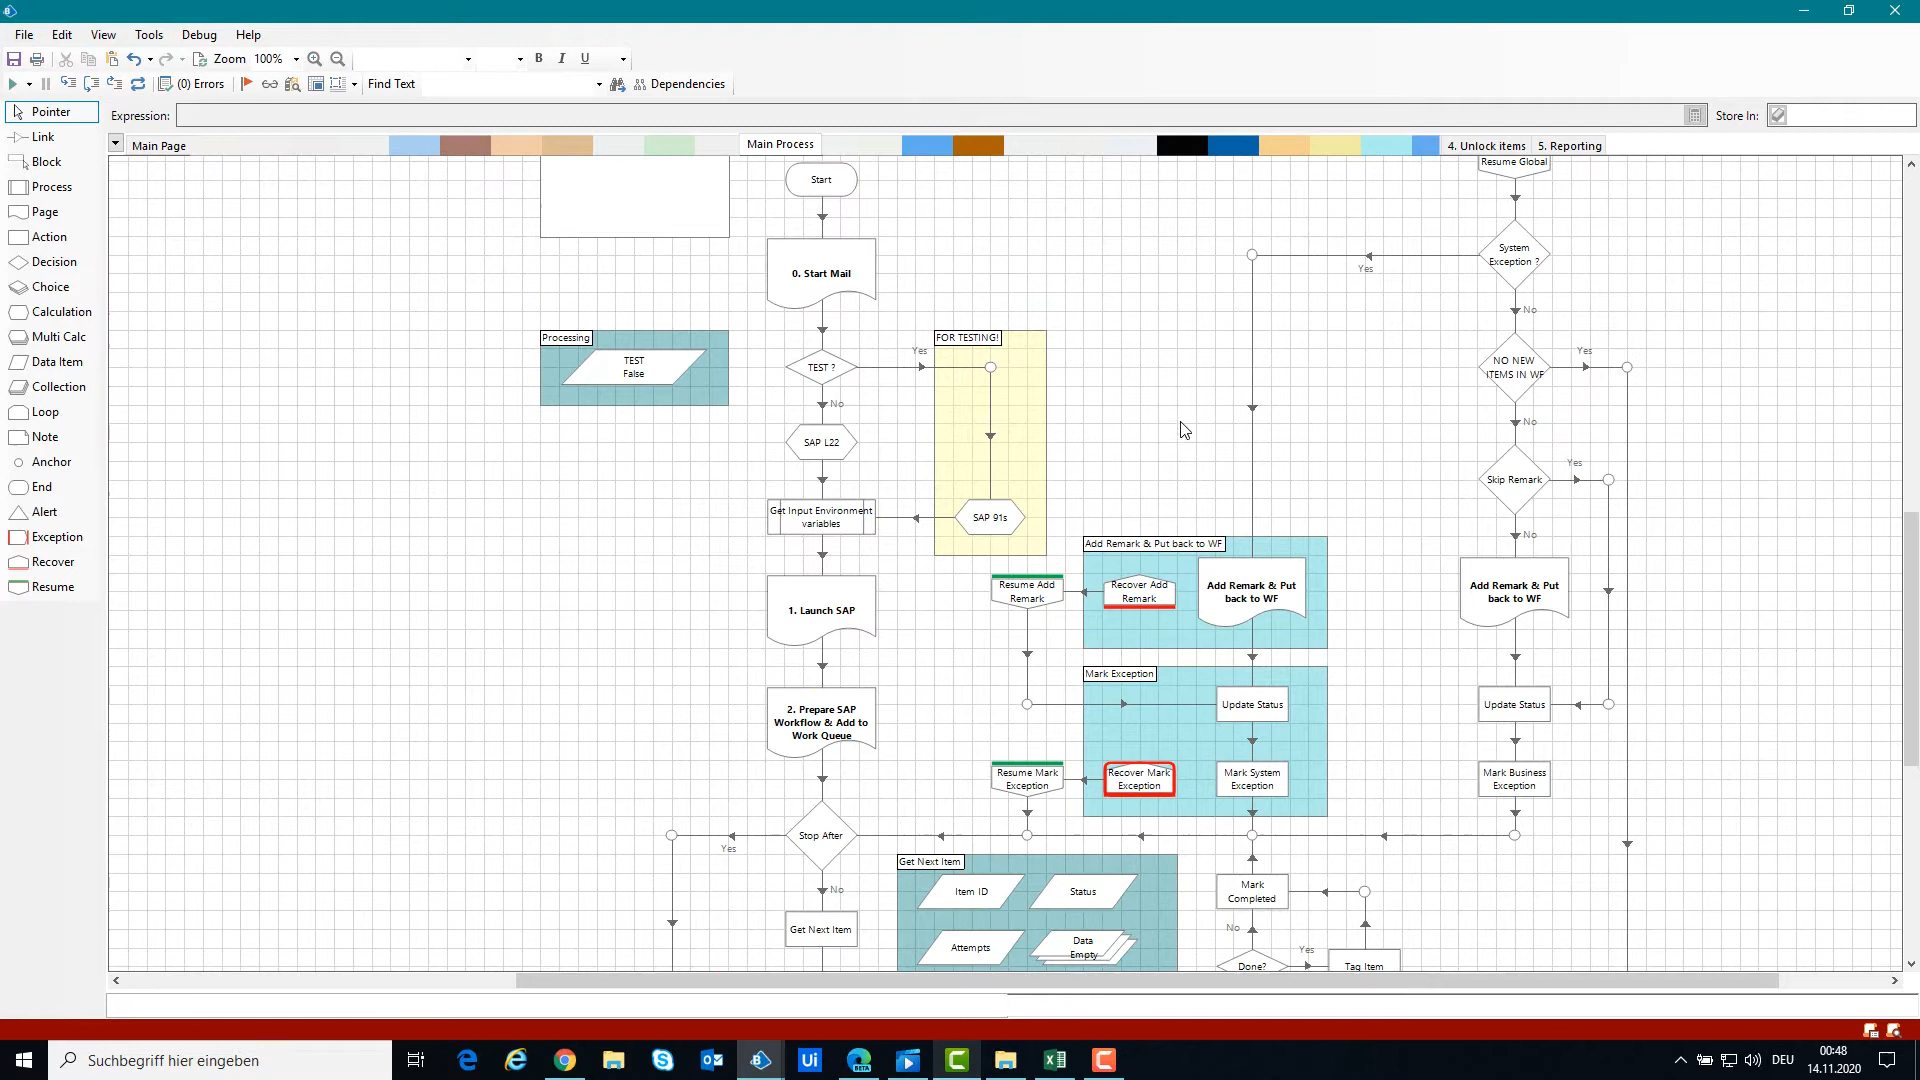 File Edit View Tools Debug Help
Zoom 100% B I U
(0) Errors Find Text Dependencies
Pointer
Link
Block
Process
Page
Action
Decision
Choice
Calculation
Multi Calc
Data Item
Collection
Loop
Note
Anchor
End
Alert
Exception
Recover
Resume
Expression: Store In:
Main Page Main Process 4. Unlock items 5. Reporting
Start
0. Start Mail
Processing
TEST
False
TEST ?
Yes
No
FOR TESTING!
SAP L22
Get Input Environment
variables
SAP 91s
1. Launch SAP
2. Prepare SAP
Workflow & Add to
Work Queue
Stop After
Yes
No
Get Next Item
Resume Add
Remark
Add Remark & Put back to WF
Recover Add
Remark
Add Remark & Put
back to WF
Mark Exception
Update Status
Resume Mark
Exception
Recover Mark
Exception
Mark System
Exception
Get Next Item
Item ID
Status
Attempts
Data
Empty
Mark
Completed
No
Done?
Yes
Tag Item
Resume Global
System
Exception ?
Yes
No
NO NEW
ITEMS IN WF
Yes
No
Skip Remark
Yes
No
Add Remark & Put
back to WF
Update Status
Mark Business
Exception
Suchbegriff hier eingeben
Ui
BETA
DEU
00:48
14.11.2020